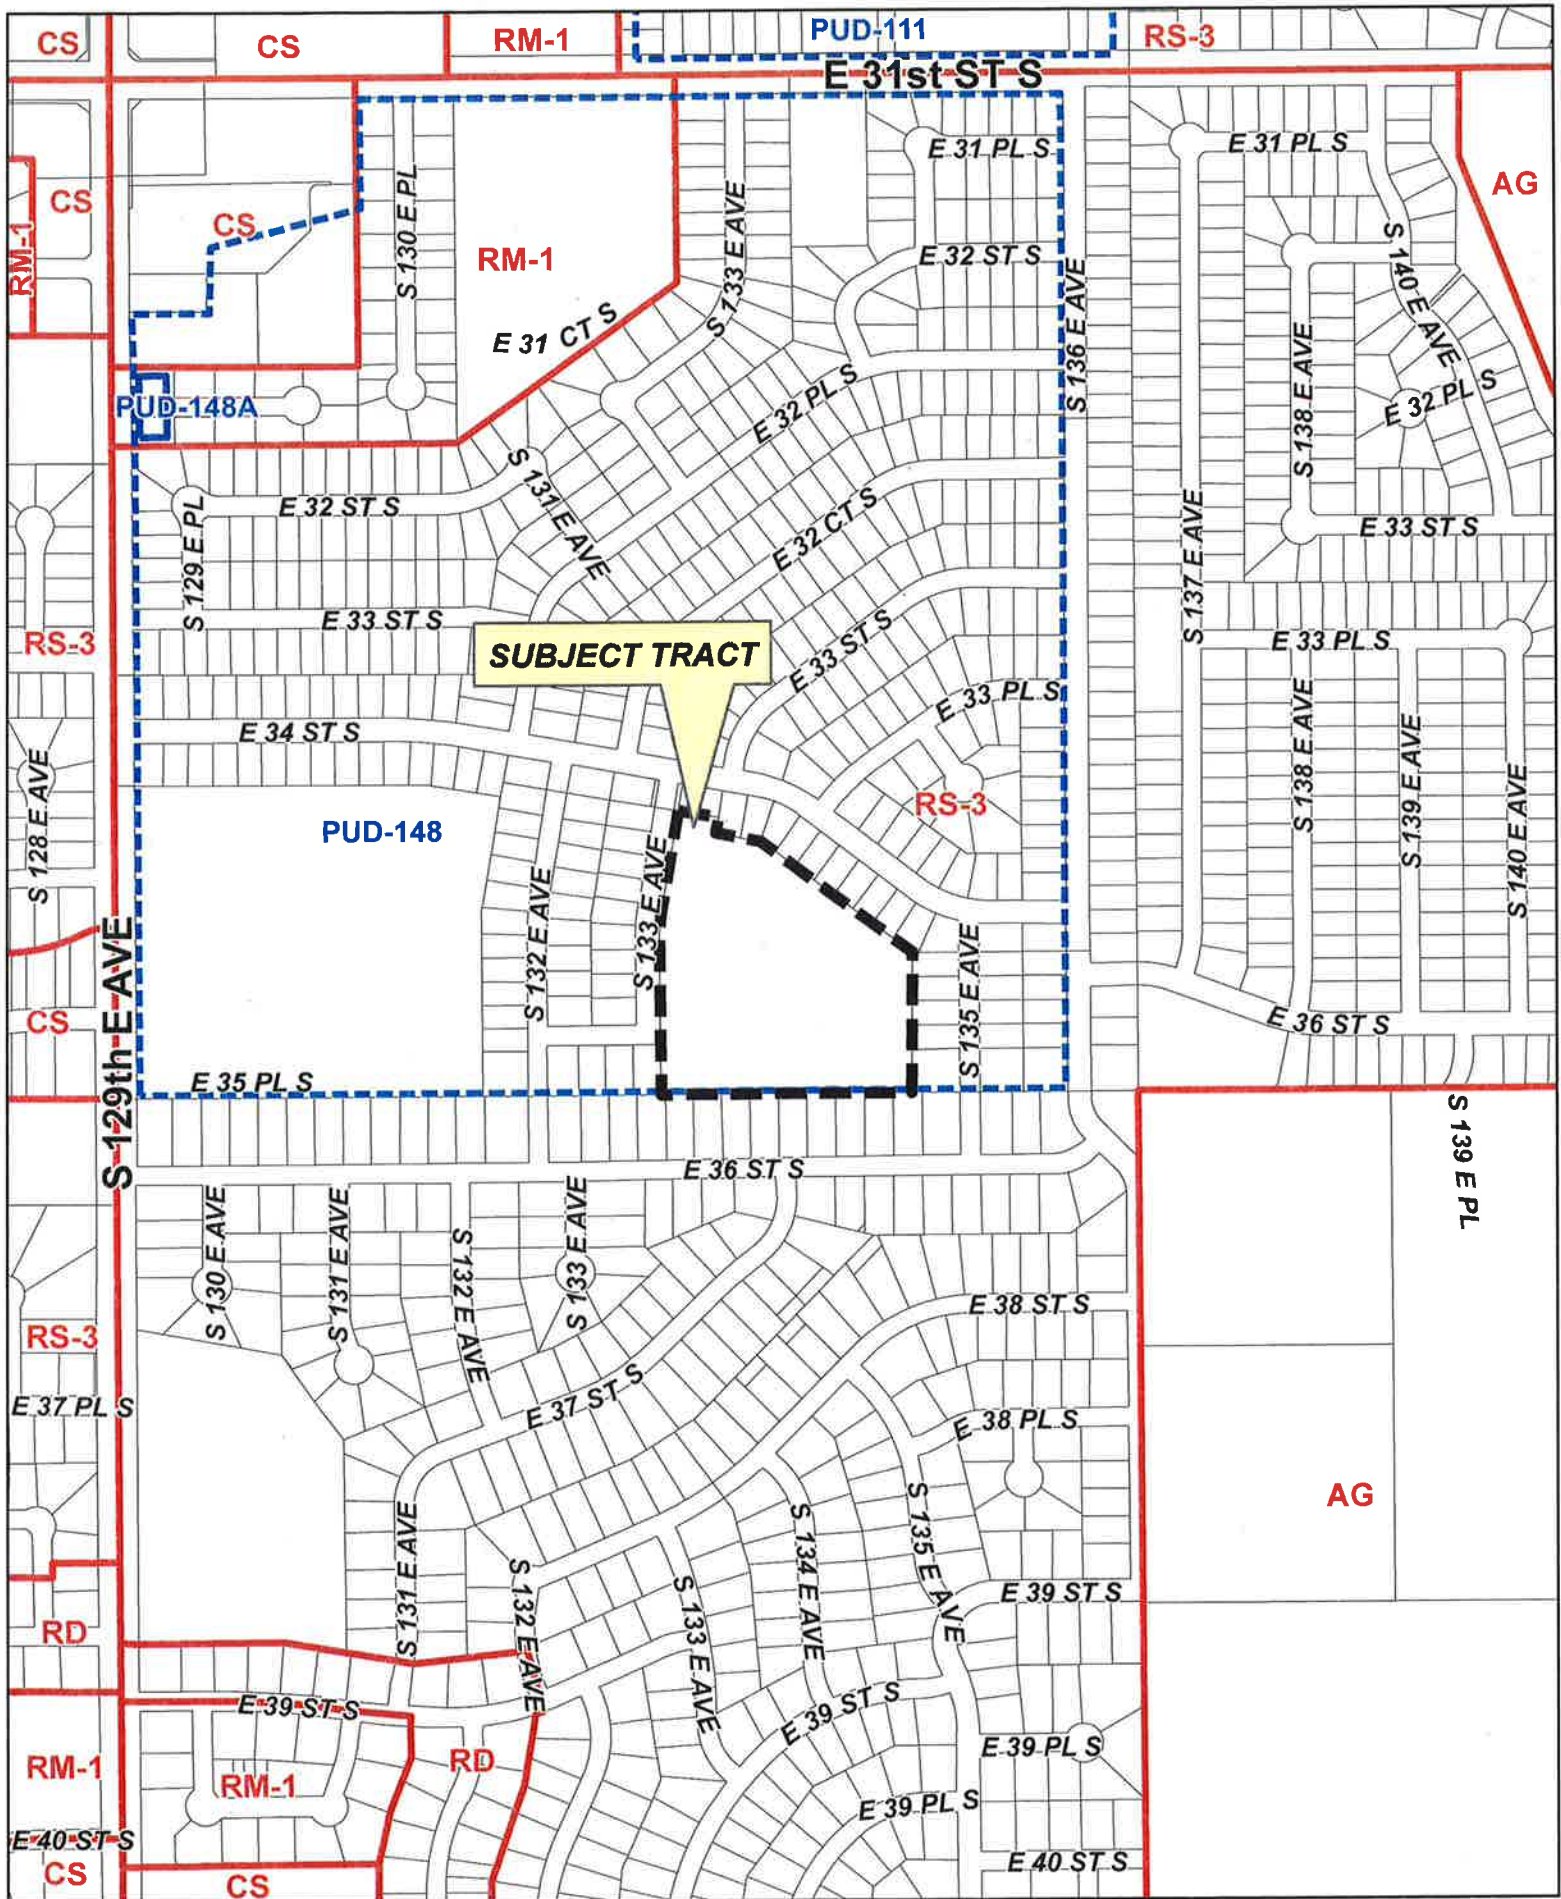 CS
CS
RM-1
PUD-111
RS-3
E 31st ST S
E 31 PL S
E 31 PL S
AG
CS
CS
RM-1
S 130 E PL
RM-1
S 133 E AVE
E 32 ST S
S 136 E AVE
S 140 E AVE
E 31 CT S
S 138 E AVE
E 32 PL S
E 32 PL S
PUD-148A
S 131 E AVE
E 32 ST S
S 129 E PL
E 32 CT S
S 137 E AVE
E 33 ST S
E 33 ST S
RS-3
SUBJECT TRACT
E 33 ST S
E 33 PL S
E 33 PL S
E 34 ST S
S 128 E AVE
PUD-148
RS-3
S 138 E AVE
S 139 E AVE
S 140 E AVE
S 132 E AVE
S 133 E AVE
S 135 E AVE
S 129th E AVE
CS
E 36 ST S
E 35 PL S
S 139 E PL
E 36 ST S
S 130 E AVE
S 131 E AVE
S 132 E AVE
S 133 E AVE
E 38 ST S
RS-3
E 37 PL S
E 37 ST S
E 38 PL S
AG
S 131 E AVE
S 132 E AVE
S 133 E AVE
S 134 E AVE
S 135 E AVE
E 39 ST S
RD
E 39 ST S
E 39 ST S
E 39 PL S
RM-1
RM-1
RD
E 39 PL S
E 40 ST S
E 40 ST S
CS
CS